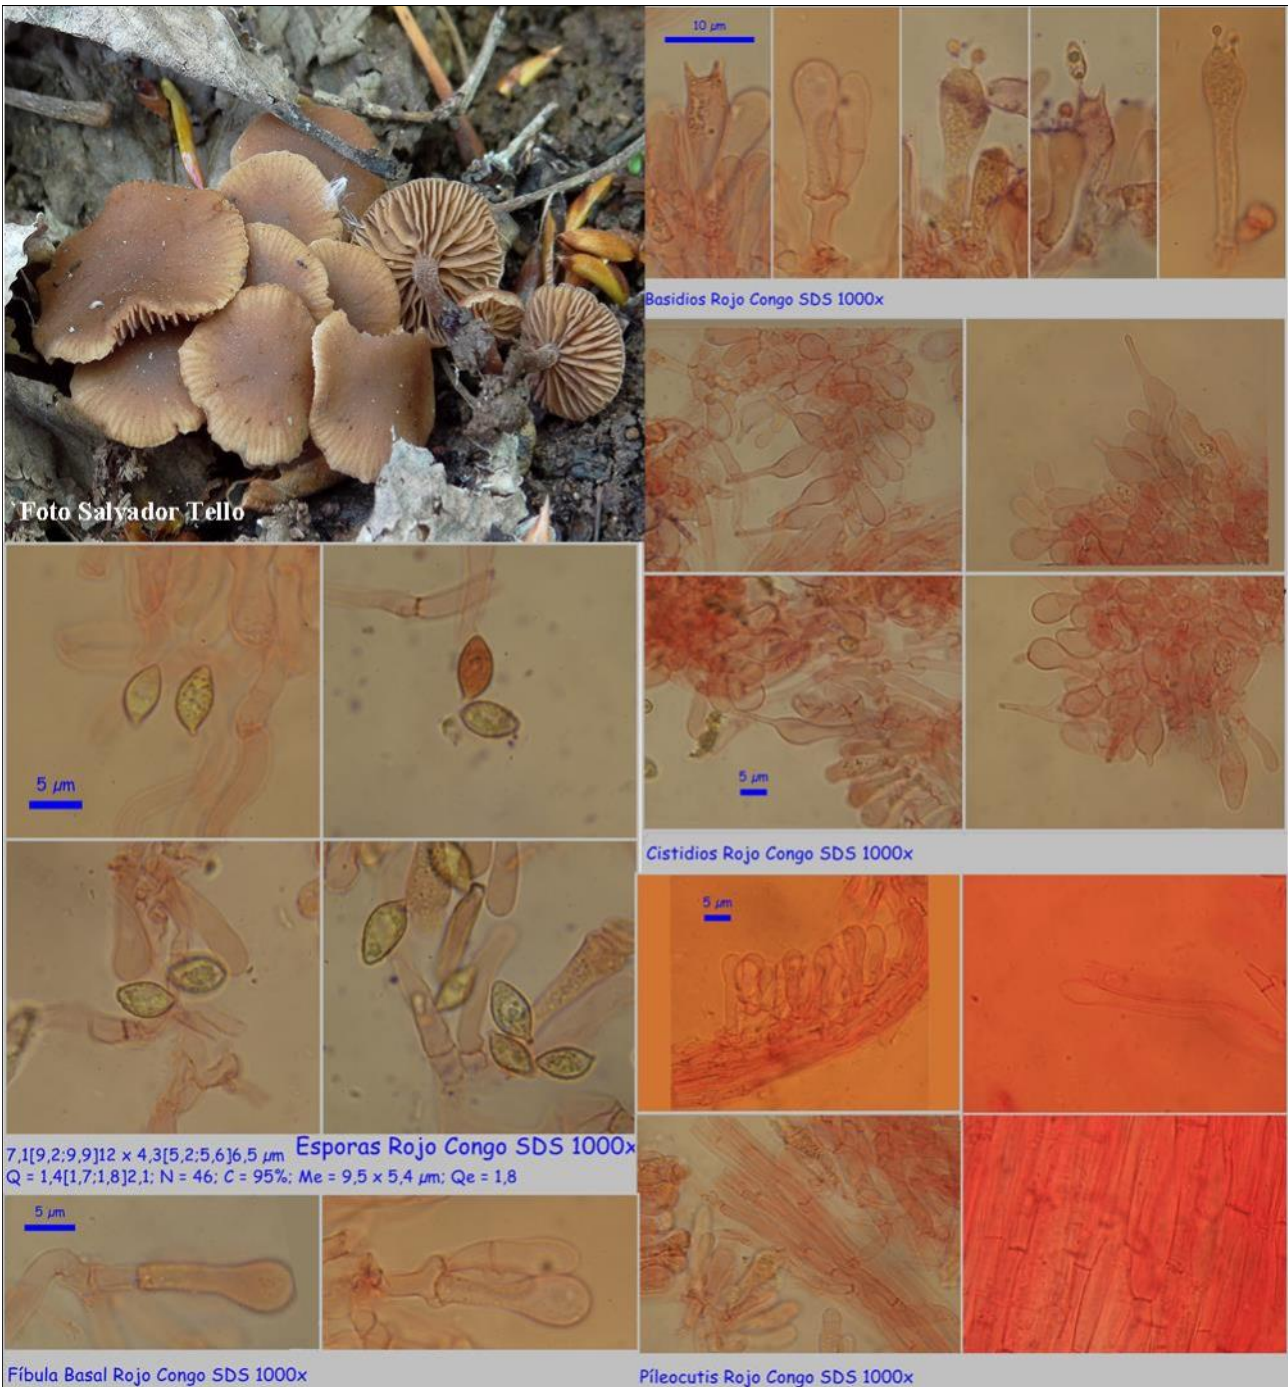 10 µm
Basidios Rojo Congo SDS 1000x
`Foto Salvador Tello
5 µm
5 µm
Cistidios Rojo Congo SDS 1000x
5 µm
Esporas Rojo Congo SDS 1000x
7,1[9,2;9,9]12 x 4,3[5,2;5,6]6,5 µm
Q = 1,4[1,7;1,8]2,1; N = 46; C = 95%; Me = 9,5 x 5,4 µm; Qe = 1,8
5 µm
Fíbula Basal Rojo Congo SDS 1000x
Píleocutis Rojo Congo SDS 1000x